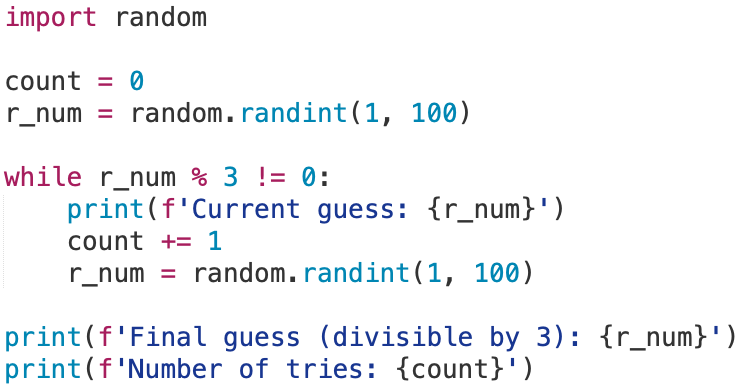 import random

count = 0
r_num = random.randint(1, 100)

while r_num % 3 != 0:
    print(f'Current guess: {r_num}')
    count += 1
    r_num = random.randint(1, 100)

print(f'Final guess (divisible by 3): {r_num}')
print(f'Number of tries: {count}')